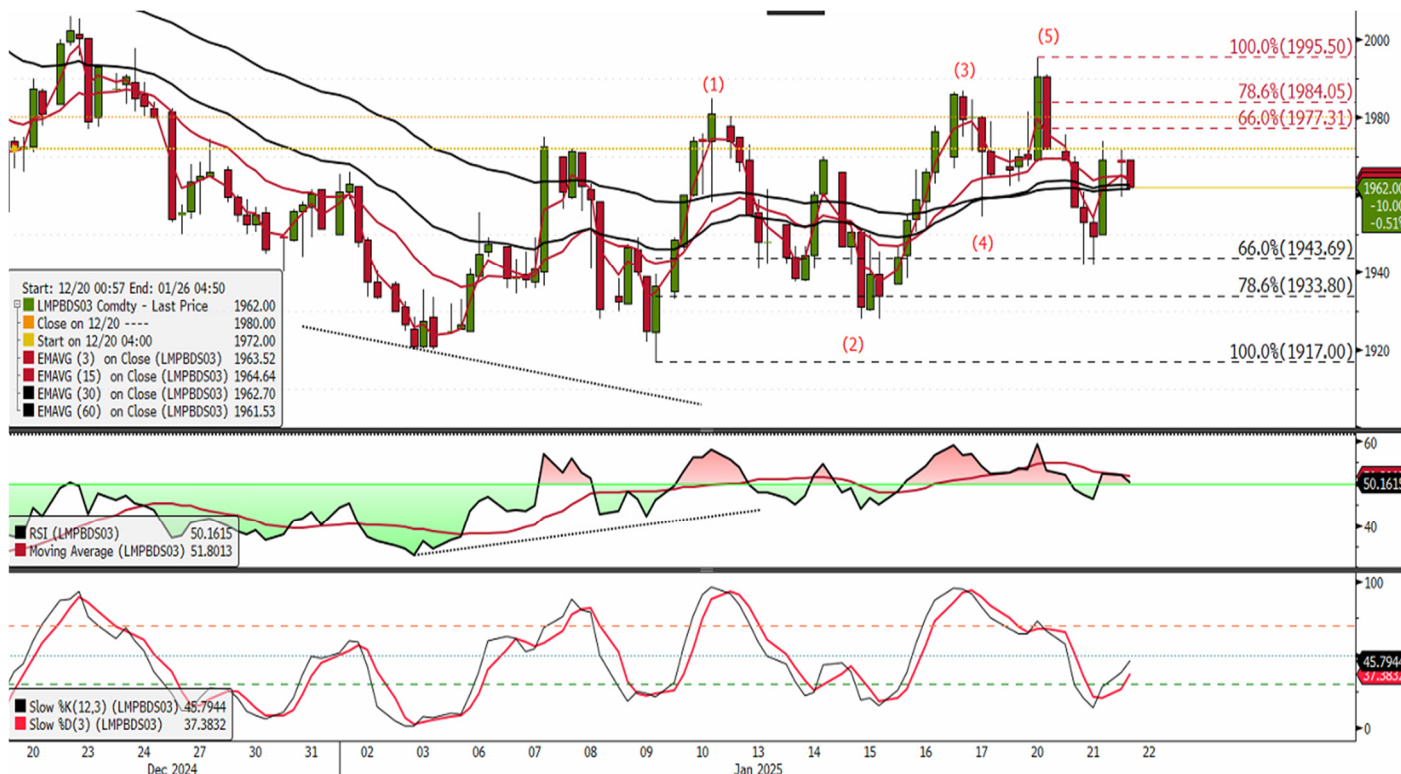 2000
1980
1940
1920
(1)
(2)
(3)
(4)
(5)
100.0%(1995.50)
78.6%(1984.05)
66.0%(1977.31)
66.0%(1943.69)
78.6%(1933.80)
100.0%(1917.00)
1962.00
-10.00
-0.51%
Start: 12/20 00:57 End: 01/26 04:50
LMPBDS03 Comdty - Last Price 1962.00
Close on 12/20 ---- 1980.00
Start on 12/20 04:00 1972.00
EMAVG (3) on Close (LMPBDS03) 1963.52
EMAVG (15) on Close (LMPBDS03) 1964.64
EMAVG (30) on Close (LMPBDS03) 1962.70
EMAVG (60) on Close (LMPBDS03) 1961.53
60
50.1615
40
RSI (LMPBDS03) 50.1615
Moving Average (LMPBDS03) 51.8013
100
45.7944
37.3832
0
Slow %K(12,3) (LMPBDS03) 45.7944
Slow %D(3) (LMPBDS03) 37.3832
20 23 24 27 30 31 02 03 06 07 08 09 10 13 14 15 16 17 20 21 22
Dec 2024 Jan 2025